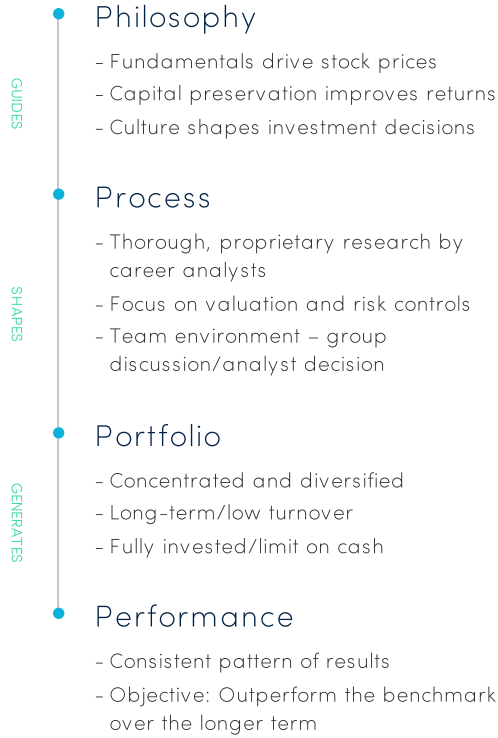 Philosophy
- Fundamentals drive stock prices
- Capital preservation improves returns
- Culture shapes investment decisions
GUIDES
Process
- Thorough, proprietary research by
career analysts
- Focus on valuation and risk controls
- Team environment – group
discussion/analyst decision
SHAPES
Portfolio
- Concentrated and diversified
- Long-term/low turnover
- Fully invested/limit on cash
GENERATES
Performance
- Consistent pattern of results
- Objective: Outperform the benchmark
over the longer term